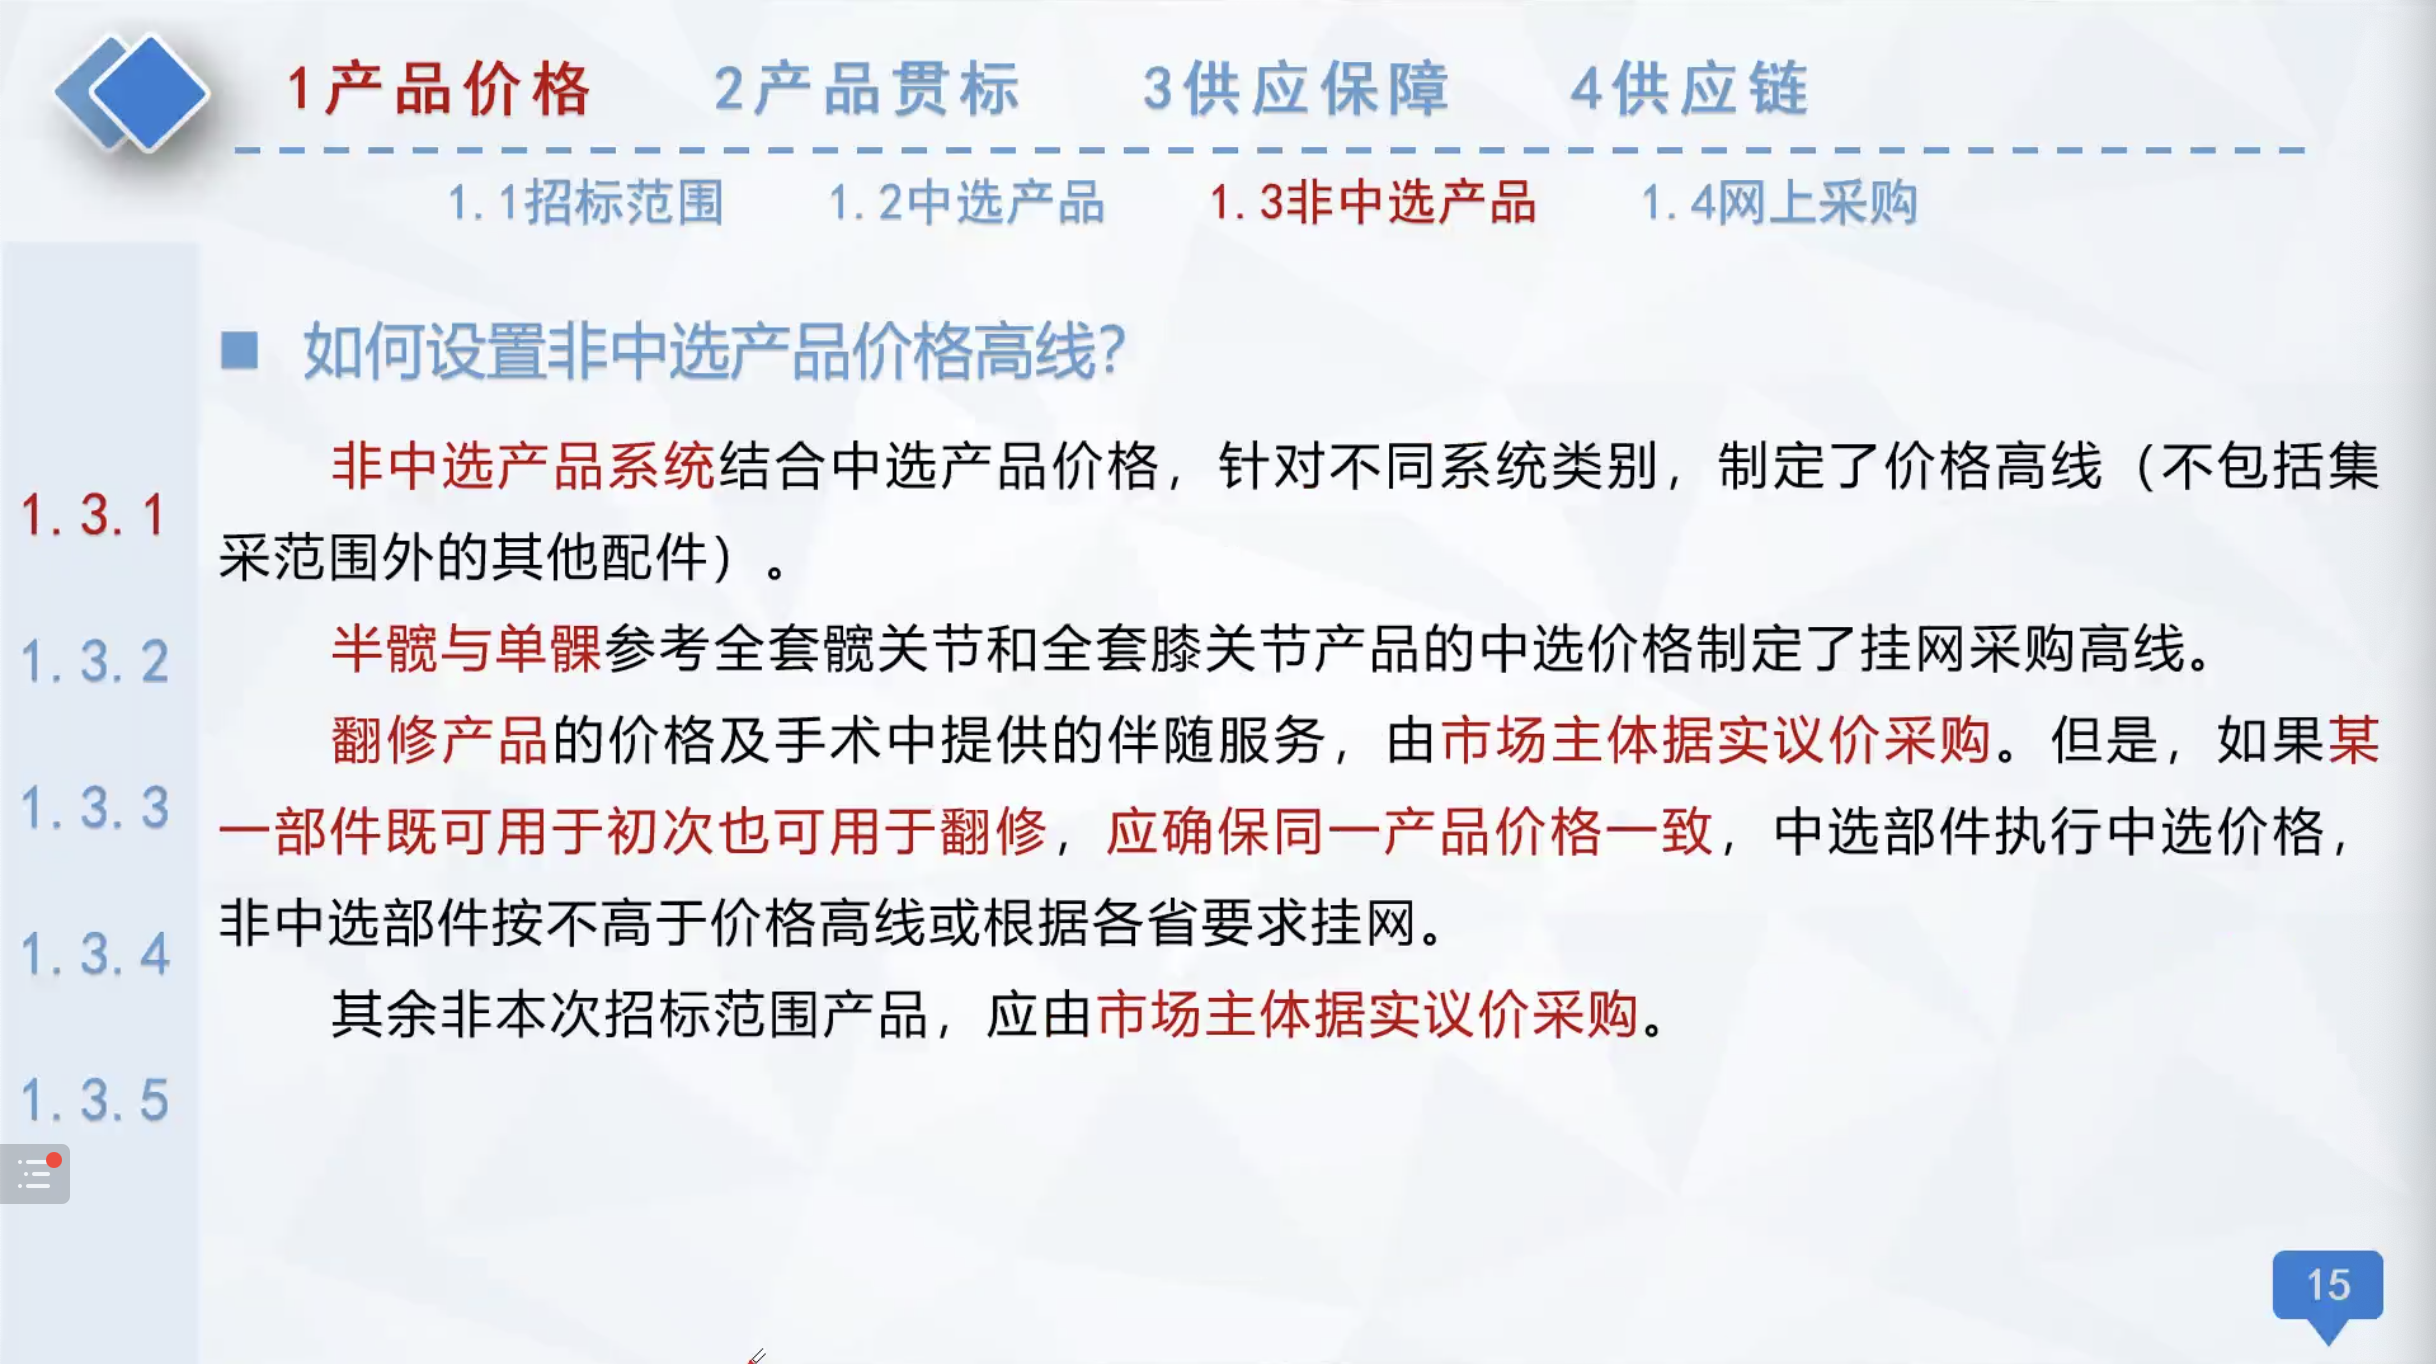 1产品价格 2产品贯标 3供应保障 4供应链
1.1招标范围 1.2中选产品 1.3非中选产品 1.4网上采购
1.3.1
1.3.2
1.3.3
1.3.4
1.3.5
■ 如何设置非中选产品价格高线？
非中选产品系统结合中选产品价格，针对不同系统类别，制定了价格高线（不包括集
采范围外的其他配件）。
半髋与单髁参考全套髋关节和全套膝关节产品的中选价格制定了挂网采购高线。
翻修产品的价格及手术中提供的伴随服务，由市场主体据实议价采购。但是，如果某
一部件既可用于初次也可用于翻修，应确保同一产品价格一致，中选部件执行中选价格，
非中选部件按不高于价格高线或根据各省要求挂网。
其余非本次招标范围产品，应由市场主体据实议价采购。
15